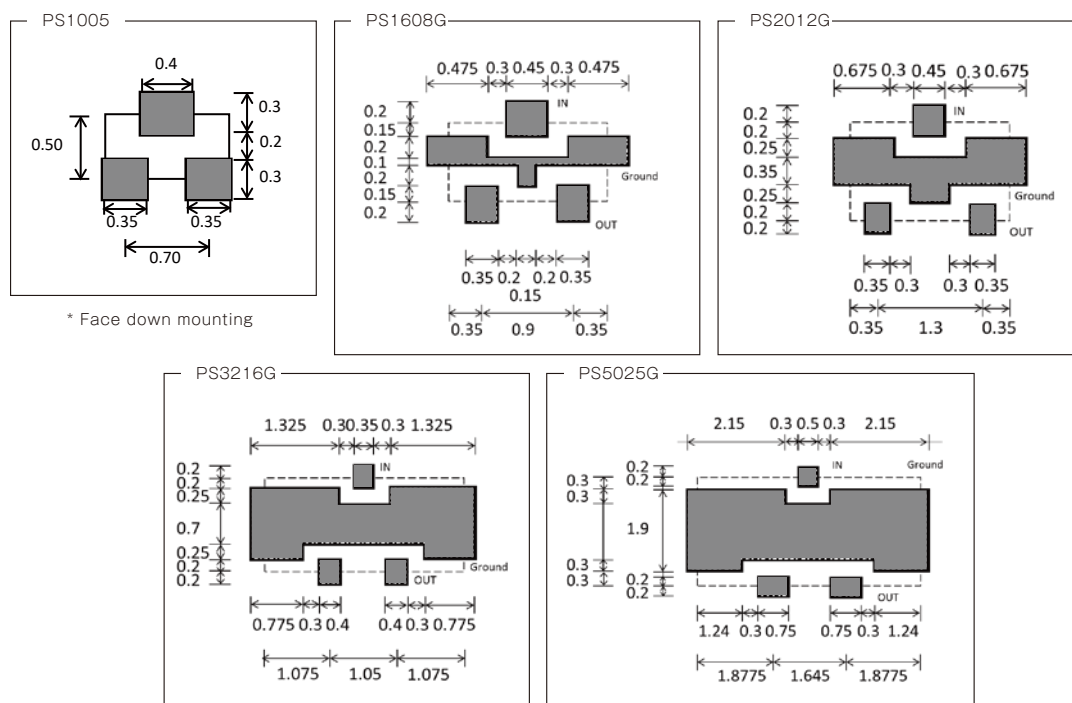 PS1005
0.4
0.3
0.50
0.2
0.3
0.35 0.35
0.70
* Face down mounting
PS1608G
0.475 0.3 0.45 0.3 0.475
IN
0.2
0.15
0.2
0.1
0.2
0.15
0.2
Ground
OUT
0.35 0.2 0.2 0.35
0.15
0.35 0.9 0.35
PS2012G
0.675 0.3 0.45 0.3 0.675
IN
0.2
0.2
0.25
0.35
0.25
0.2
0.2
Ground
OUT
0.35 0.3 0.3 0.35
0.35 1.3 0.35
PS3216G
1.325 0.3 0.35 0.3 1.325
IN
0.2
0.2
0.25
0.7
0.25
0.2
0.2
Ground
OUT
0.775 0.3 0.4 0.4 0.3 0.775
1.075 1.05 1.075
PS5025G
2.15 0.3 0.5 0.3 2.15
IN
Ground
0.2
0.2
0.3
0.3
1.9
0.3
0.3
0.2
0.2
OUT
1.24 0.3 0.75 0.75 0.3 1.24
1.8775 1.645 1.8775